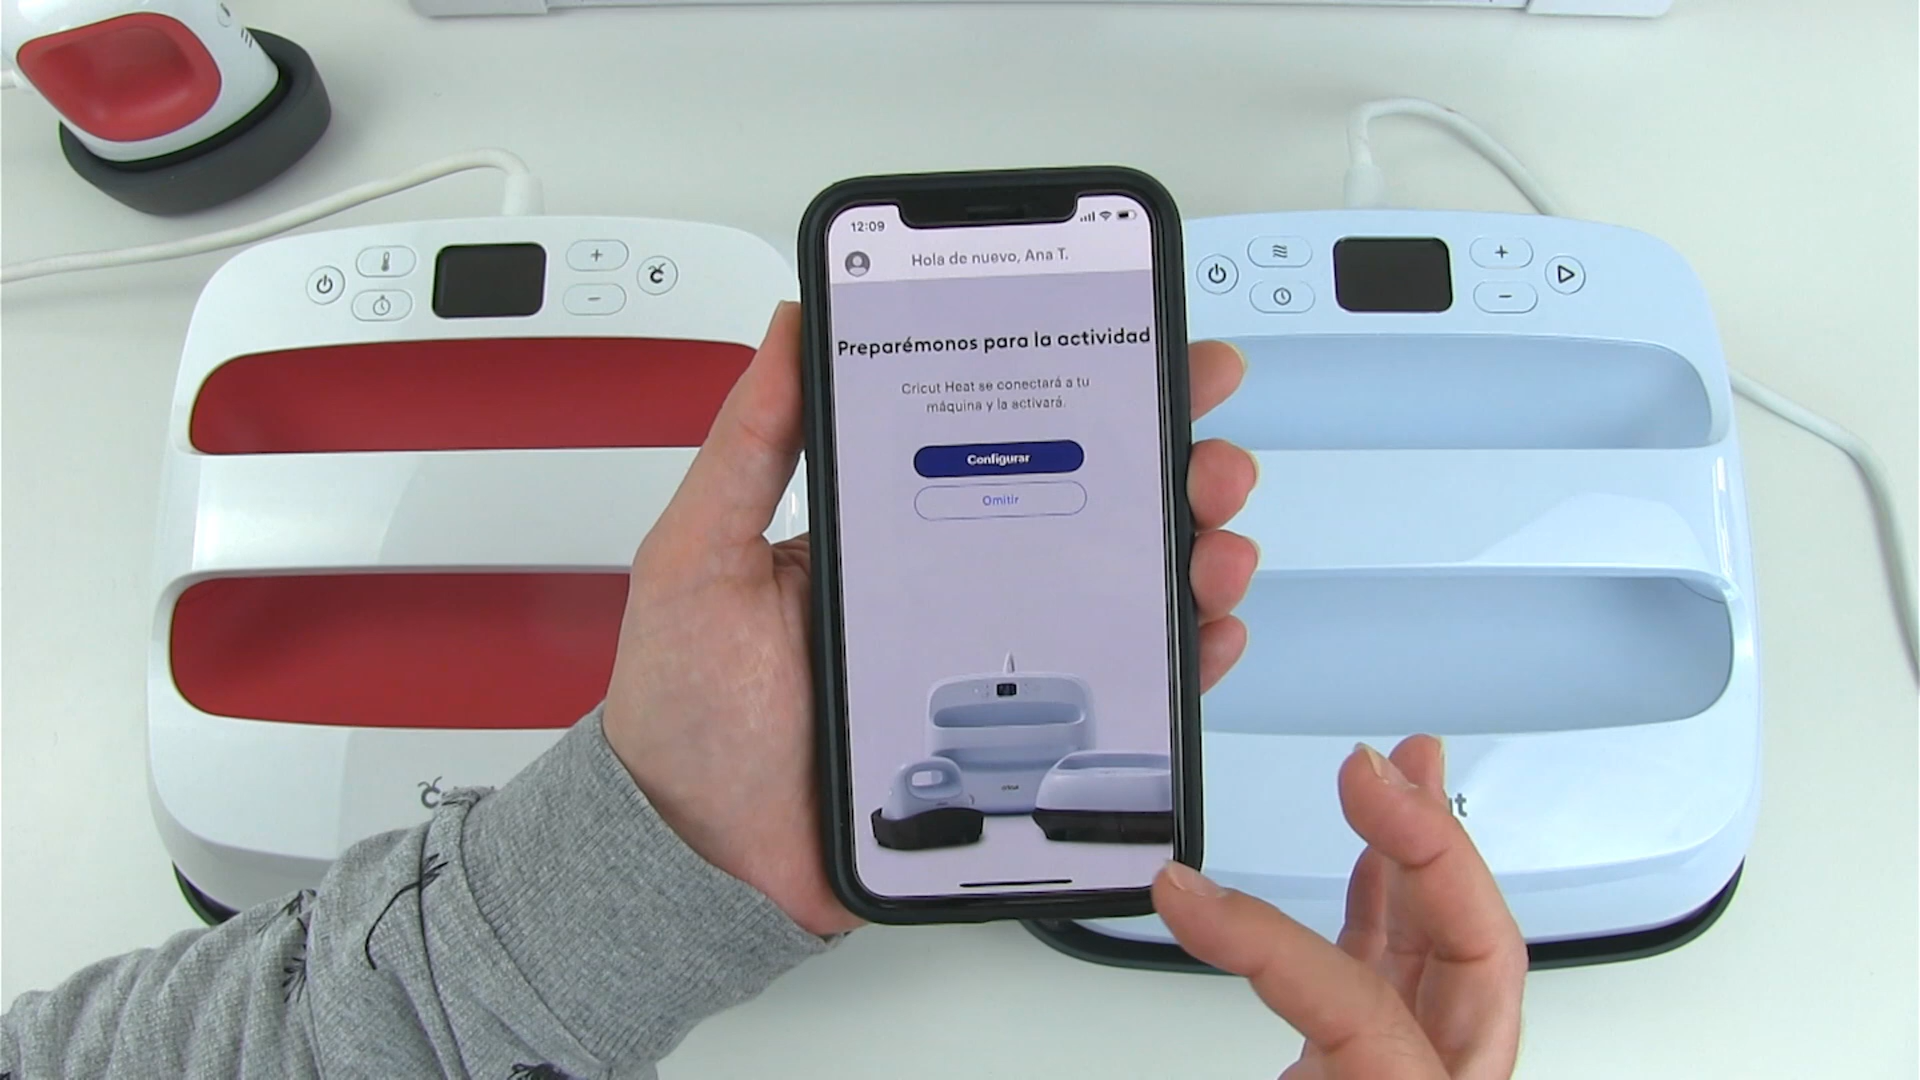 12:09
Hola de nuevo, Ana T.
Preparémonos para la actividad
Cricut Heat se conectará a tu
máquina y la activará.
Configurar
Omitir